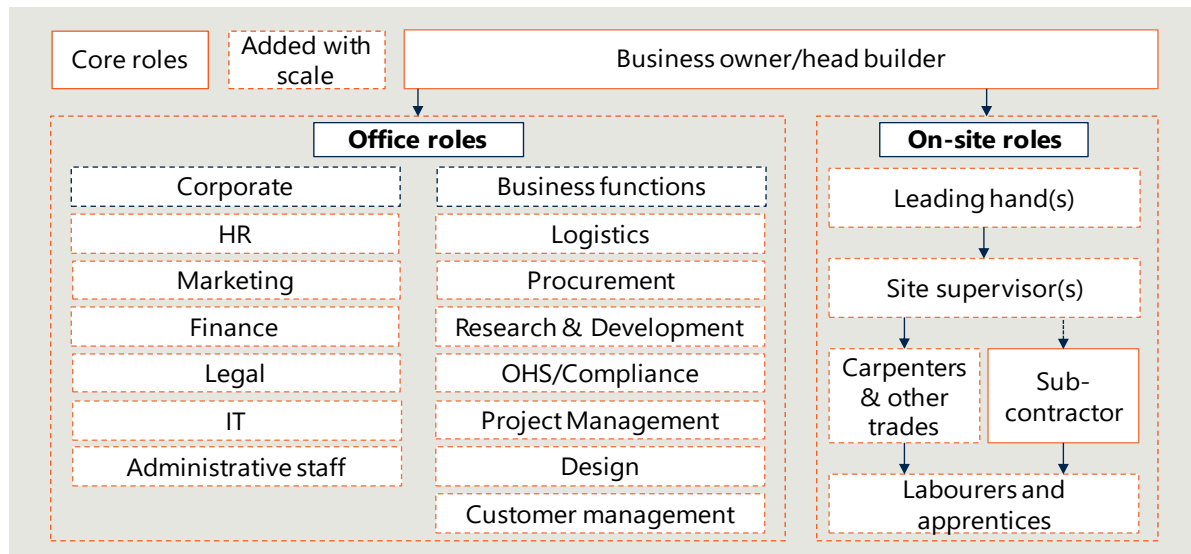 Core roles
Added with
scale
Business owner/head builder
Office roles
Corporate
HR
Marketing
Finance
Legal
IT
Administrative staff
Business functions
Logistics
Procurement
Research & Development
OHS/Compliance
Project Management
Design
Customer management
On-site roles
Leading hand(s)
Site supervisor(s)
Carpenters
& other
trades
Sub-
contractor
Labourers and
apprentices